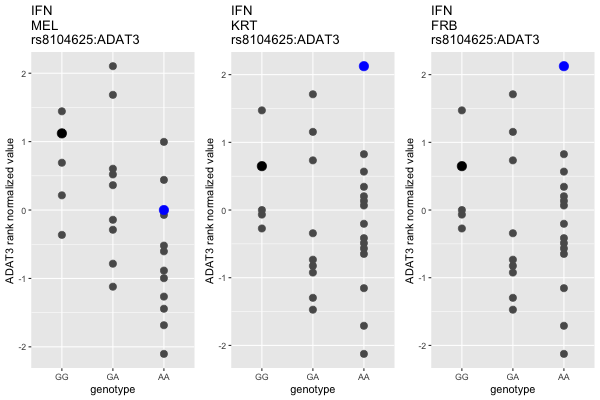 IFN
MEL
rs8104625:ADAT3
ADAT3 rank normalized value
2
1
0
-1
-2
GG GA AA
genotype
IFN
KRT
rs8104625:ADAT3
ADAT3 rank normalized value
2
1
0
-1
-2
GG GA AA
genotype
IFN
FRB
rs8104625:ADAT3
ADAT3 rank normalized value
2
1
0
-1
-2
GG GA AA
genotype